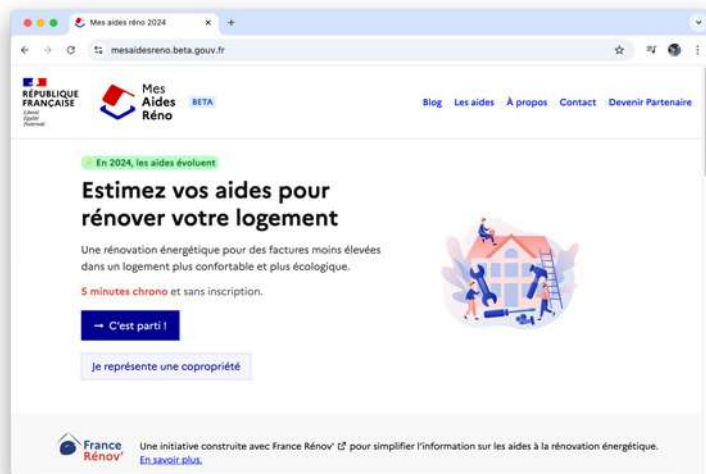 Mes aides réno 2024
mesaidesreno.beta.gouv.fr
RÉPUBLIQUE
FRANÇAISE
Liberté
Égalité
Fraternité
Mes
Aides
Réno
BETA
Blog Les aides À propos Contact Devenir Partenaire
En 2024, les aides évoluent
Estimez vos aides pour
rénover votre logement
Une rénovation énergétique pour des factures moins élevées
dans un logement plus confortable et plus écologique.
5 minutes chrono et sans inscription.
→ C'est parti !
Je représente une copropriété
France
Rénov'
Une initiative construite avec France Rénov' pour simplifier l'information sur les aides à la rénovation énergétique.
En savoir plus.